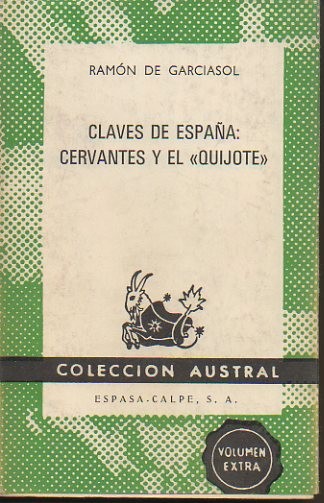 RAMÓN DE GARCIASOL
CLAVES DE ESPAÑA:
CERVANTES Y EL «QUIJOTE»
COLECCION AUSTRAL
ESPASA-CALPE, S. A.
VOLUMEN
EXTRA